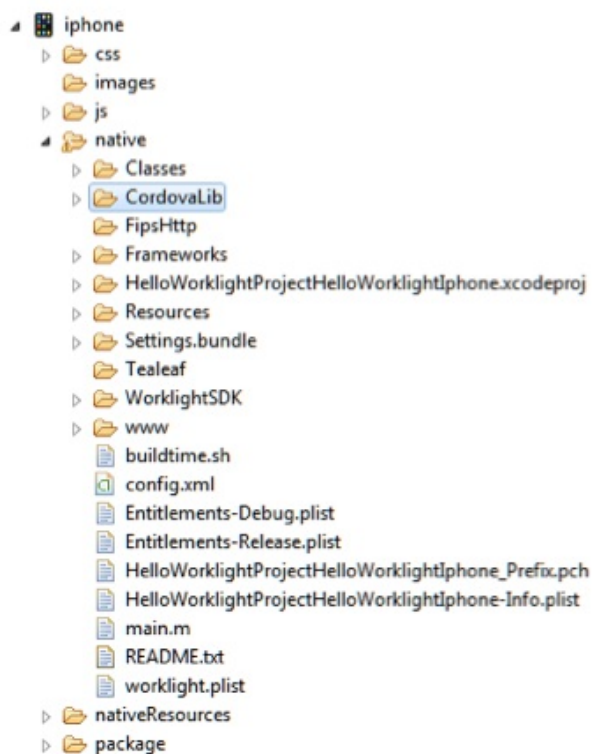 iphone
css
images
js
native
Classes
CordovaLib
FipsHttp
Frameworks
HelloWorklightProjectHelloWorklightIphone.xcodeproj
Resources
Settings.bundle
Tealeaf
WorklightSDK
www
buildtime.sh
config.xml
Entitlements-Debug.plist
Entitlements-Release.plist
HelloWorklightProjectHelloWorklightIphone_Prefix.pch
HelloWorklightProjectHelloWorklightIphone-Info.plist
main.m
README.txt
worklight.plist
nativeResources
package